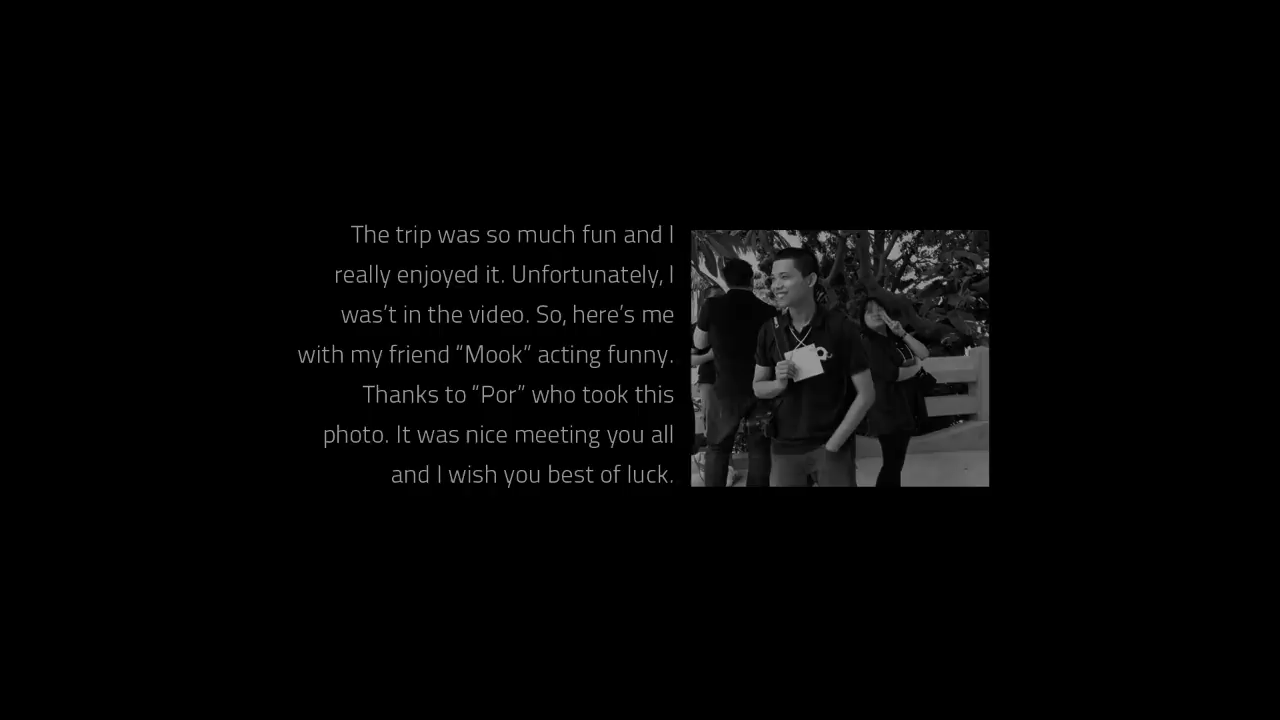 The trip was so much fun and I
really enjoyed it. Unfortunately, I
was’t in the video. So, here’s me
with my friend “Mook” acting funny.
Thanks to “Por” who took this
photo. It was nice meeting you all
and I wish you best of luck.